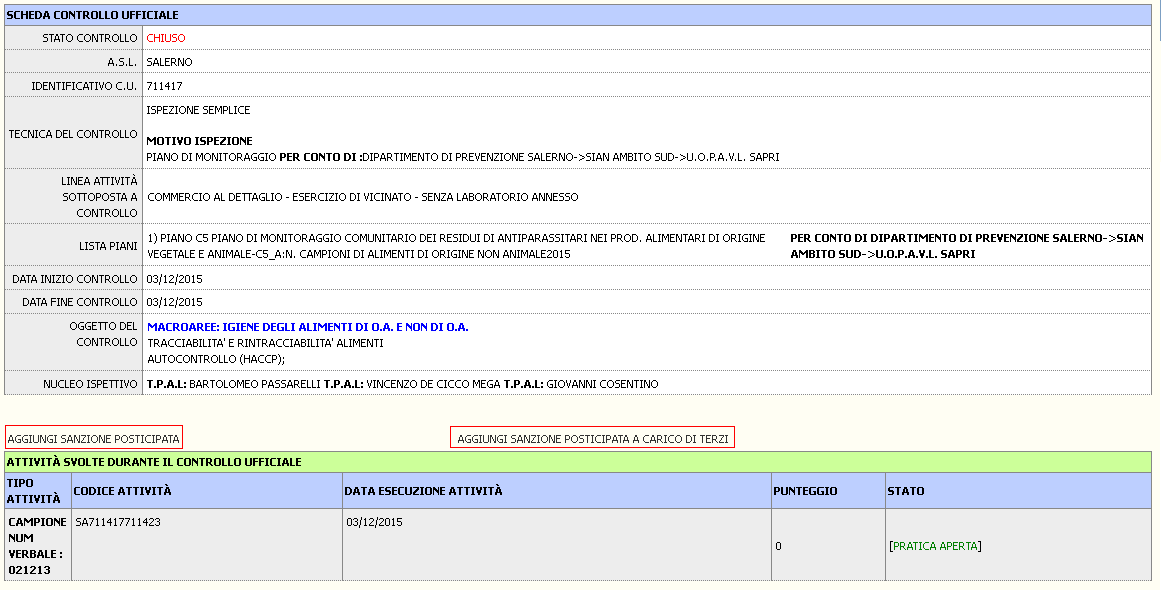 SCHEDA CONTROLLO UFFICIALE
STATO CONTROLLO CHIUSO
A.S.L. SALERNO
IDENTIFICATIVO C.U. 711417
TECNICA DEL CONTROLLO
ISPEZIONE SEMPLICE
MOTIVO ISPEZIONE
PIANO DI MONITORAGGIO PER CONTO DI :DIPARTIMENTO DI PREVENZIONE SALERNO->SIAN AMBITO SUD->U.O.P.A.V.L. SAPRI
LINEA ATTIVITÀ
SOTTOPOSTA A
CONTROLLO
COMMERCIO AL DETTAGLIO - ESERCIZIO DI VICINATO - SENZA LABORATORIO ANNESSO
LISTA PIANI
1) PIANO C5 PIANO DI MONITORAGGIO COMUNITARIO DEI RESIDUI DI ANTIPARASSITARI NEI PROD. ALIMENTARI DI ORIGINE
VEGETALE E ANIMALE-C5_A:N. CAMPIONI DI ALIMENTI DI ORIGINE NON ANIMALE2015
PER CONTO DI DIPARTIMENTO DI PREVENZIONE SALERNO->SIAN
AMBITO SUD->U.O.P.A.V.L. SAPRI
DATA INIZIO CONTROLLO 03/12/2015
DATA FINE CONTROLLO 03/12/2015
OGGETTO DEL
CONTROLLO
MACROAREE: IGIENE DEGLI ALIMENTI DI O.A. E NON DI O.A.
TRACCIABILITA' E RINTRACCIABILITA' ALIMENTI
AUTOCONTROLLO (HACCP);
NUCLEO ISPETTIVO T.P.A.L: BARTOLOMEO PASSARELLI T.P.A.L: VINCENZO DE CICCO MEGA T.P.A.L: GIOVANNI COSENTINO
AGGIUNGI SANZIONE POSTICIPATA
AGGIUNGI SANZIONE POSTICIPATA A CARICO DI TERZI
ATTIVITÀ SVOLTE DURANTE IL CONTROLLO UFFICIALE
TIPO
ATTIVITÀ
CODICE ATTIVITÀ
DATA ESECUZIONE ATTIVITÀ
PUNTEGGIO
STATO
CAMPIONE
NUM
VERBALE :
021213
SA711417711423
03/12/2015
0
[PRATICA APERTA]